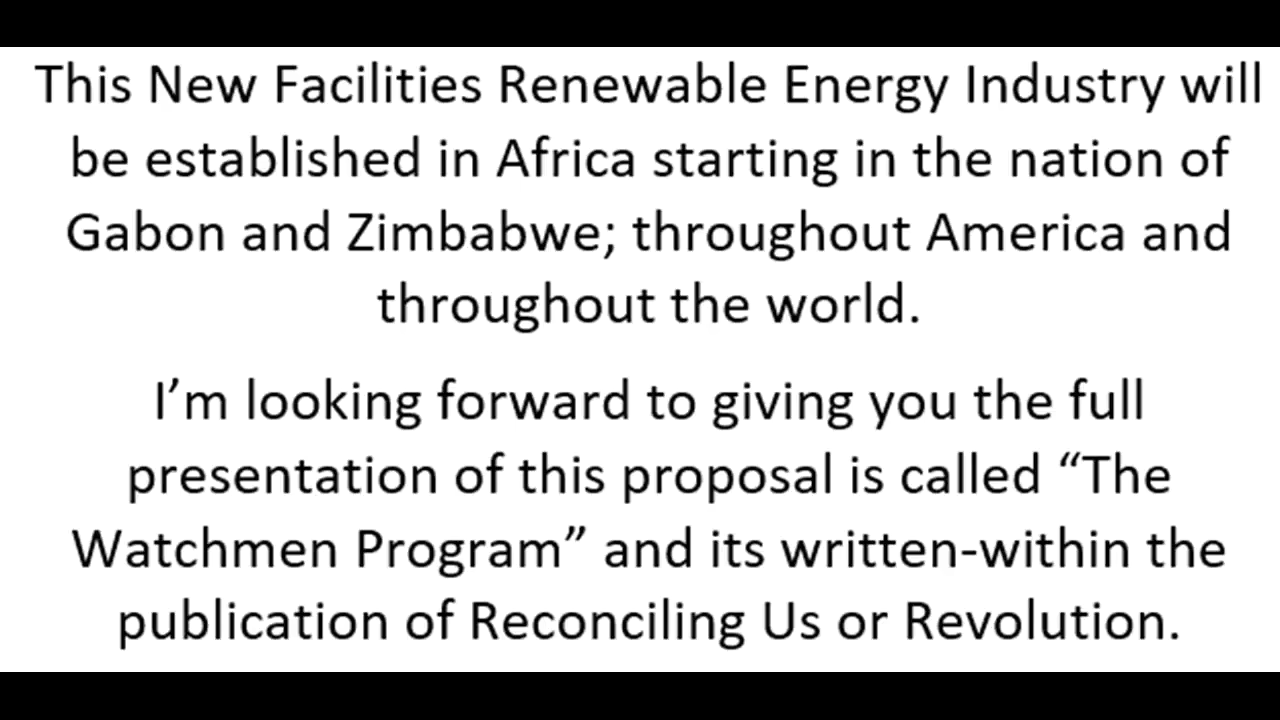 This New Facilities Renewable Energy Industry will
be established in Africa starting in the nation of
Gabon and Zimbabwe; throughout America and
throughout the world.
I’m looking forward to giving you the full
presentation of this proposal is called “The
Watchmen Program” and its written-within the
publication of Reconciling Us or Revolution.